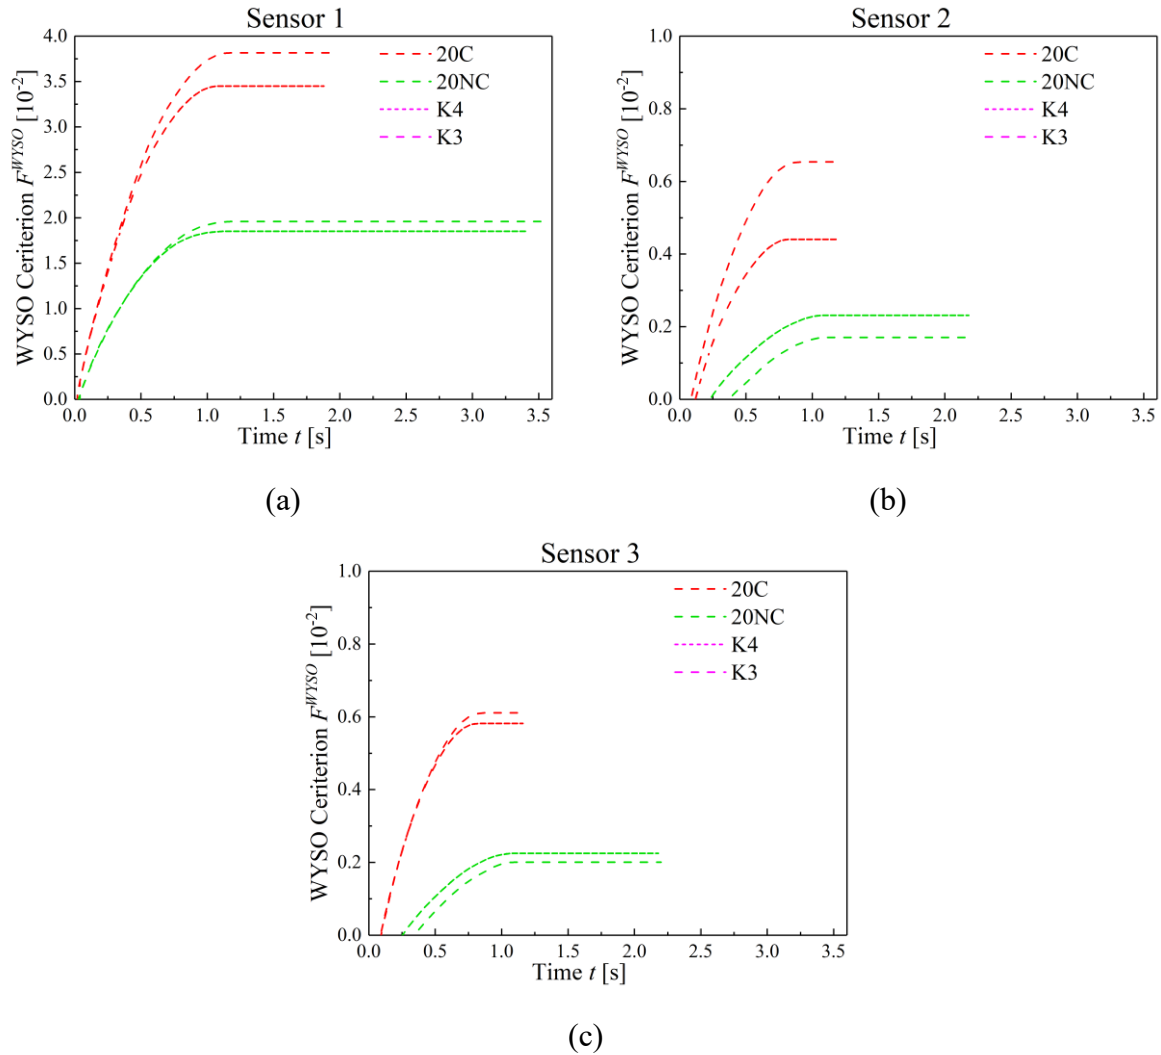 Sensor 1
WYSO Ceriterion F^WYSO [10^-2]
4.0
3.5
3.0
2.5
2.0
1.5
1.0
0.5
0.0
20C
20NC
K4
K3
0.0 0.5 1.0 1.5 2.0 2.5 3.0 3.5
Time t [s]
(a)
Sensor 2
WYSO Ceriterion F^WYSO [10^-2]
1.0
0.8
0.6
0.4
0.2
0.0
20C
20NC
K4
K3
0.0 0.5 1.0 1.5 2.0 2.5 3.0 3.5
Time t [s]
(b)
Sensor 3
WYSO Ceriterion F^WYSO [10^-2]
1.0
0.8
0.6
0.4
0.2
0.0
20C
20NC
K4
K3
0.0 0.5 1.0 1.5 2.0 2.5 3.0 3.5
Time t [s]
(c)